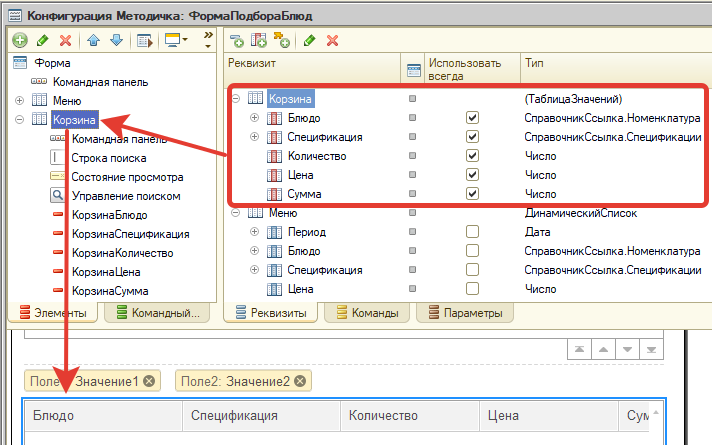 Конфигурация Методичка: ФормаПодбораБлюд
Форма
Командная панель
Меню
Корзина
Командная панель
Строка поиска
Состояние просмотра
Управление поиском
КорзинаБлюдо
КорзинаСпецификация
КорзинаКоличество
КорзинаЦена
КорзинаСумма
Элементы
Командный...
Реквизит
Использовать всегда
Тип
Корзина (ТаблицаЗначений)
Блюдо СправочникСсылка.Номенклатура
Спецификация СправочникСсылка.Спецификации
Количество Число
Цена Число
Сумма Число
Меню ДинамическийСписок
Период Дата
Блюдо СправочникСсылка.Номенклатура
Спецификация СправочникСсылка.Спецификации
Цена Число
Реквизиты
Команды
Параметры
Поле1: Значение1
Поле2: Значение2
Блюдо Спецификация Количество Цена Сум